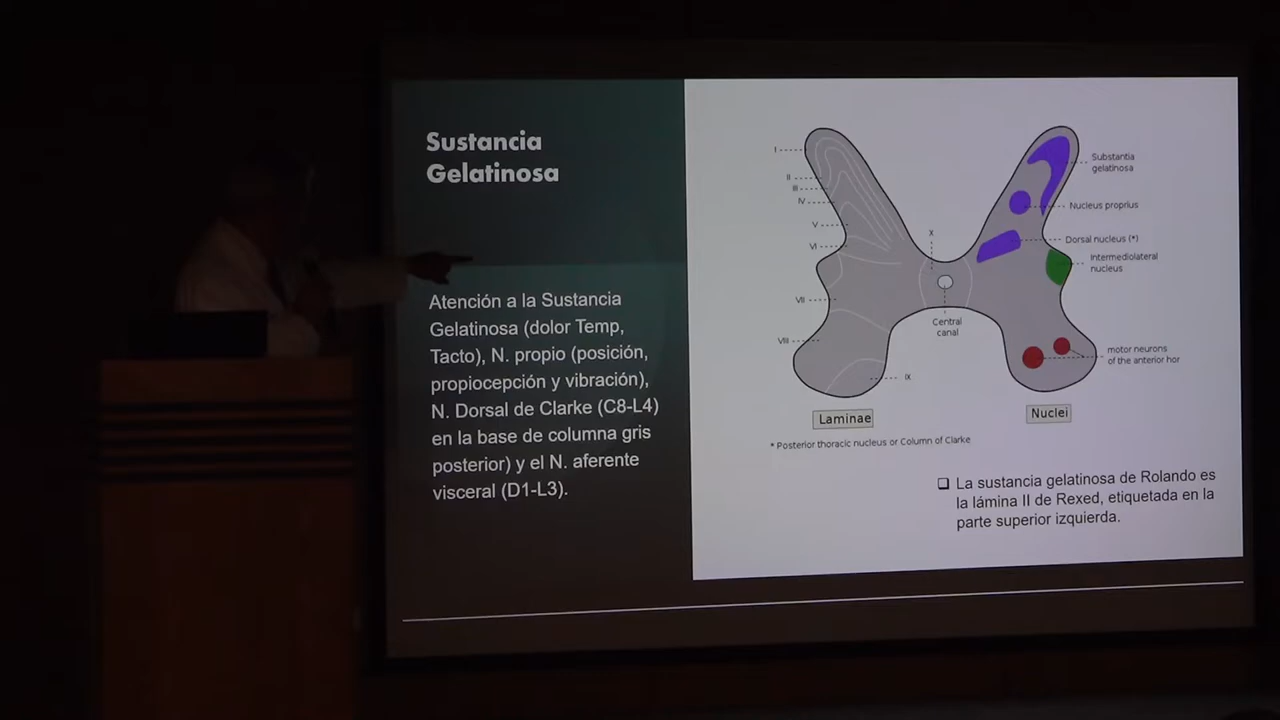 Sustancia
Gelatinosa
Atención a la Sustancia
Gelatinosa (dolor Temp,
Tacto), N. propio (posición,
propiocepción y vibración),
N. Dorsal de Clarke (C8-L4)
en la base de columna gris
posterior) y el N. aferente
visceral (D1-L3).
I
II
III
IV
V
VI
VII
VIII
IX
X
Central
canal
Substantia
gelatinosa
Nucleus proprius
Dorsal nucleus (*)
Intermediolateral
nucleus
motor neurons
of the anterior hor
Laminae
Nuclei
* Posterior thoracic nucleus or Column of Clarke
La sustancia gelatinosa de Rolando es
la lámina II de Rexed, etiquetada en la
parte superior izquierda.